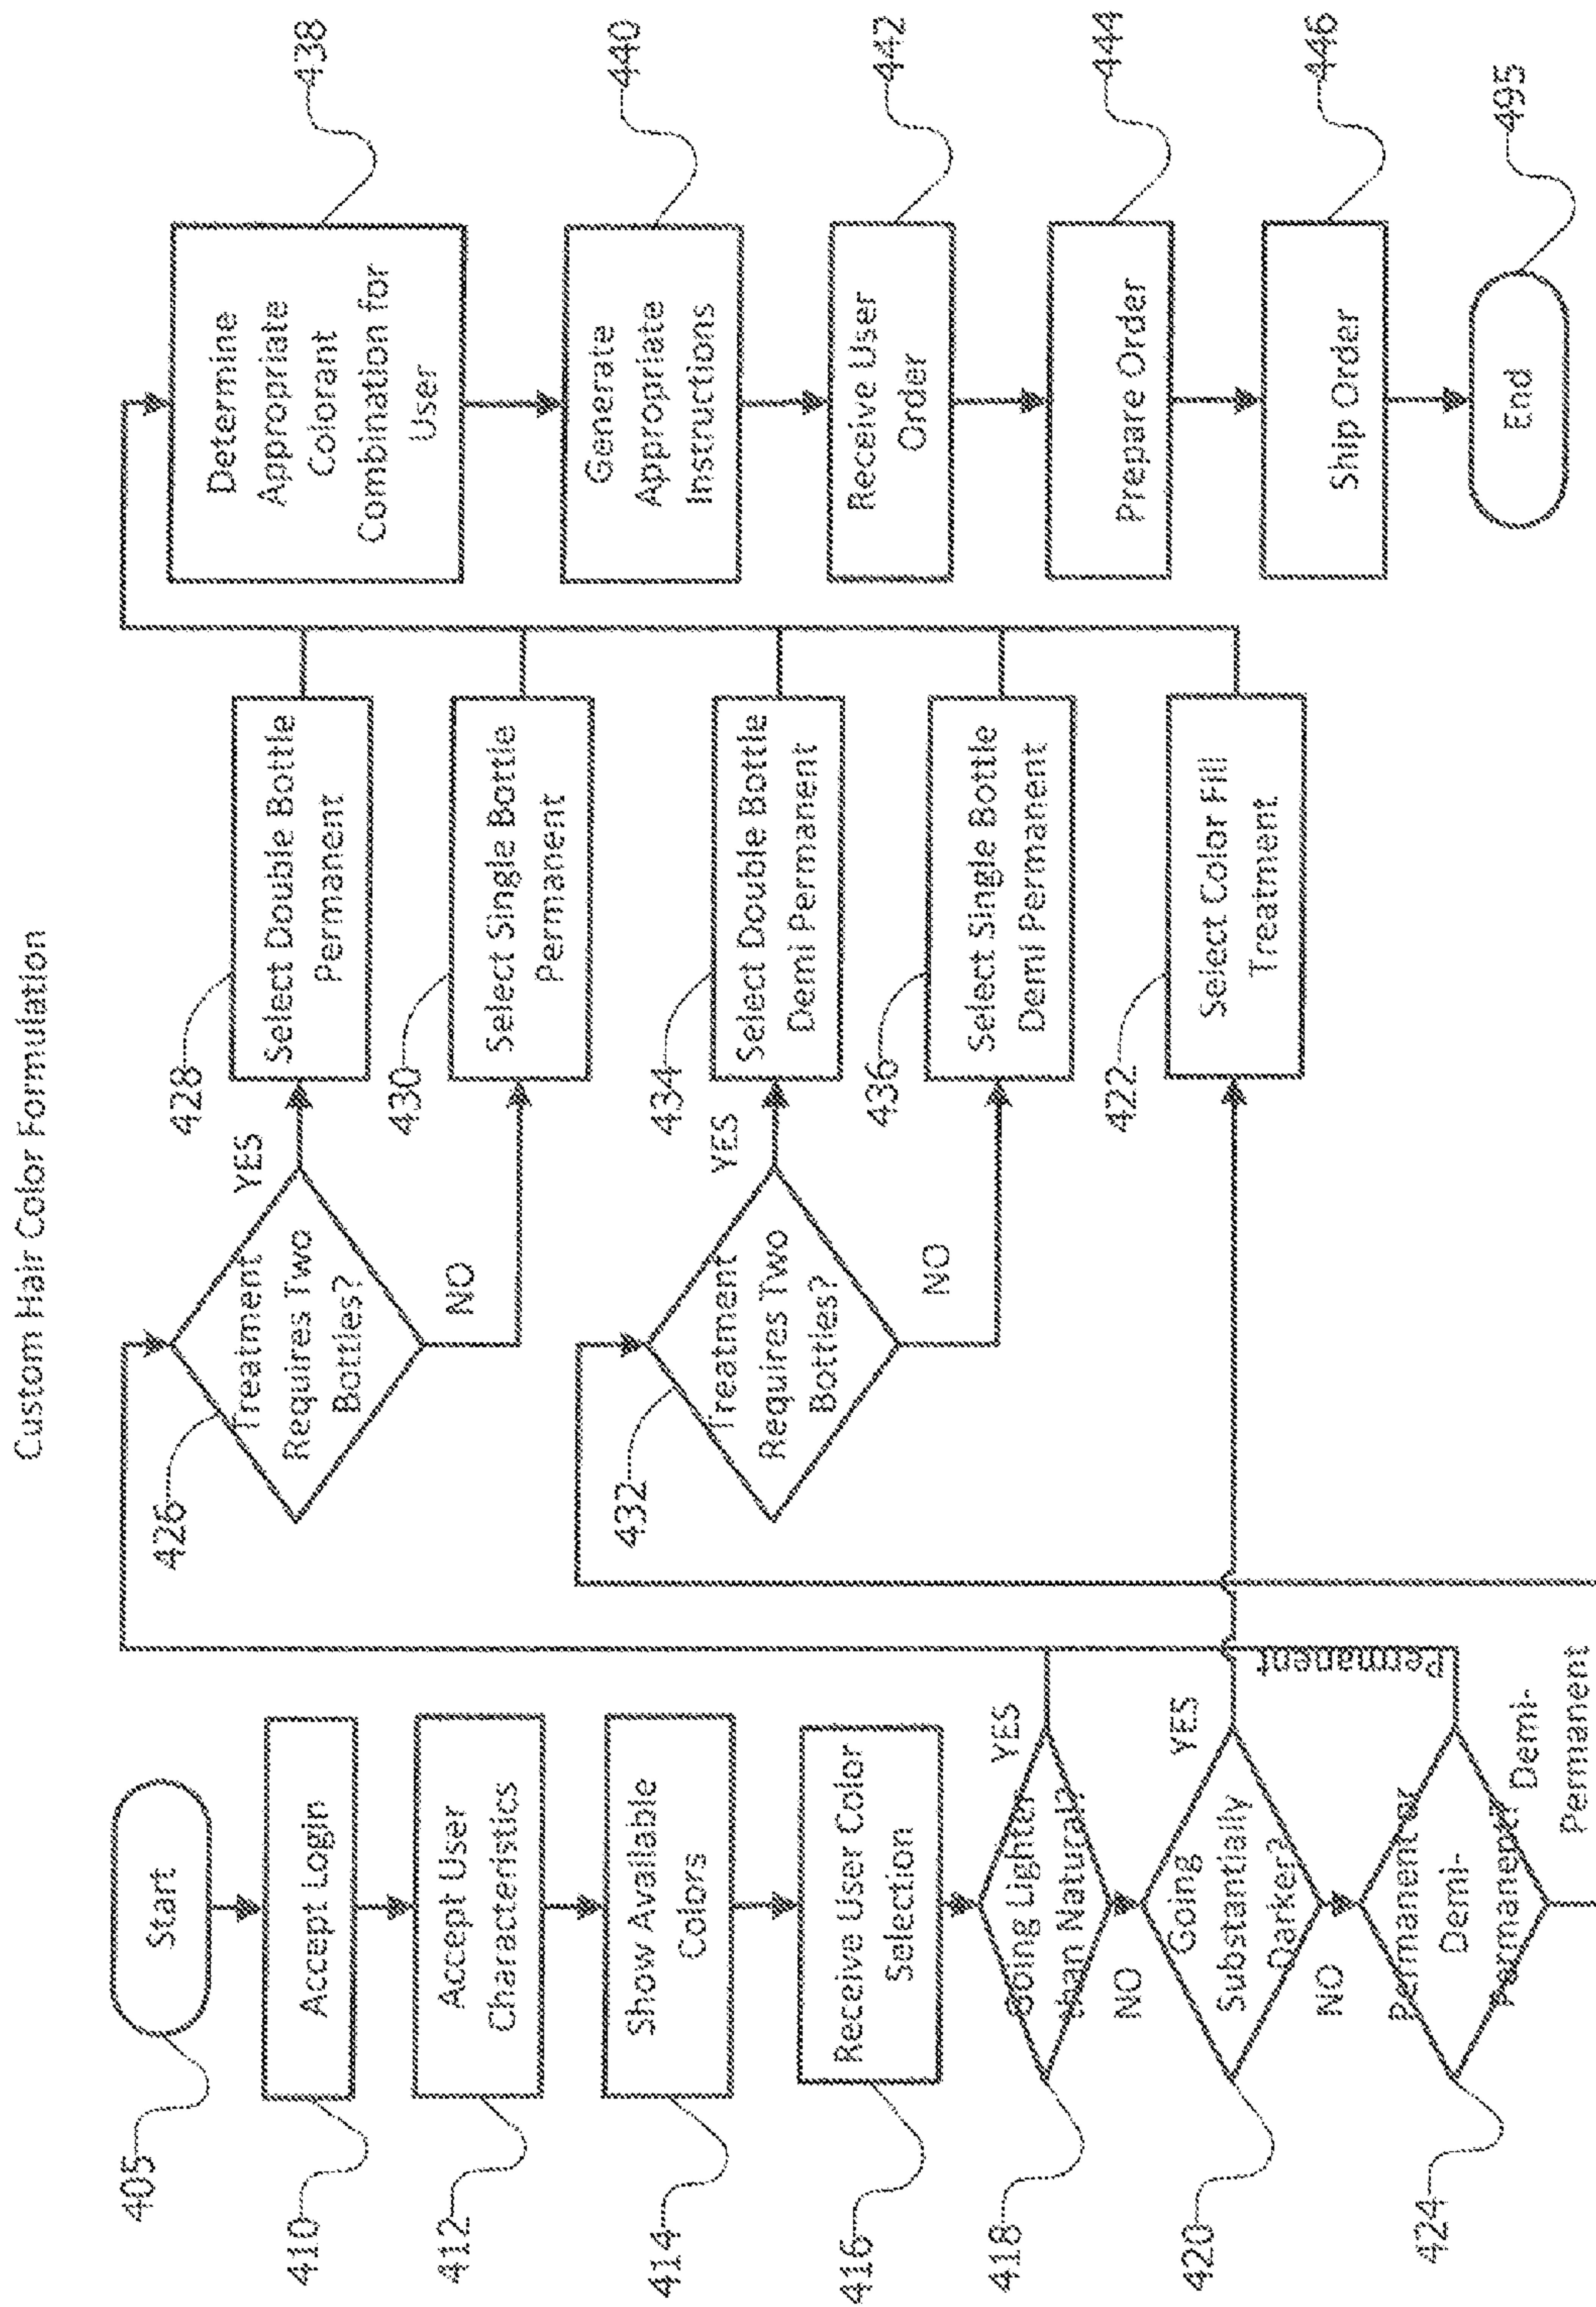 Custom Hair Color Formulation
Start
405
Accept Login
410
Accept User
Characteristics
412
Show Available
Colors
414
Receive User Color
Selection
416
Going Lighter
than Natural?
418
YES
NO
Going
Substantially
Darker?
420
YES
NO
Permanent or
Demi-
Permanent?
424
Permanent
Demi-
Permanent
426
Treatment
Requires Two
Bottles?
YES
NO
428
Select Double Bottle
Permanent
430
Select Single Bottle
Permanent
432
Treatment
Requires Two
Bottles?
YES
NO
434
Select Double Bottle
Demi Permanent
436
Select Single Bottle
Demi Permanent
422
Select Color Fill
Treatment
Determine
Appropriate
Colorant
Combination for
User
438
Generate
Appropriate
Instructions
440
Receive User
Order
442
Prepare Order
444
Ship Order
446
End
495